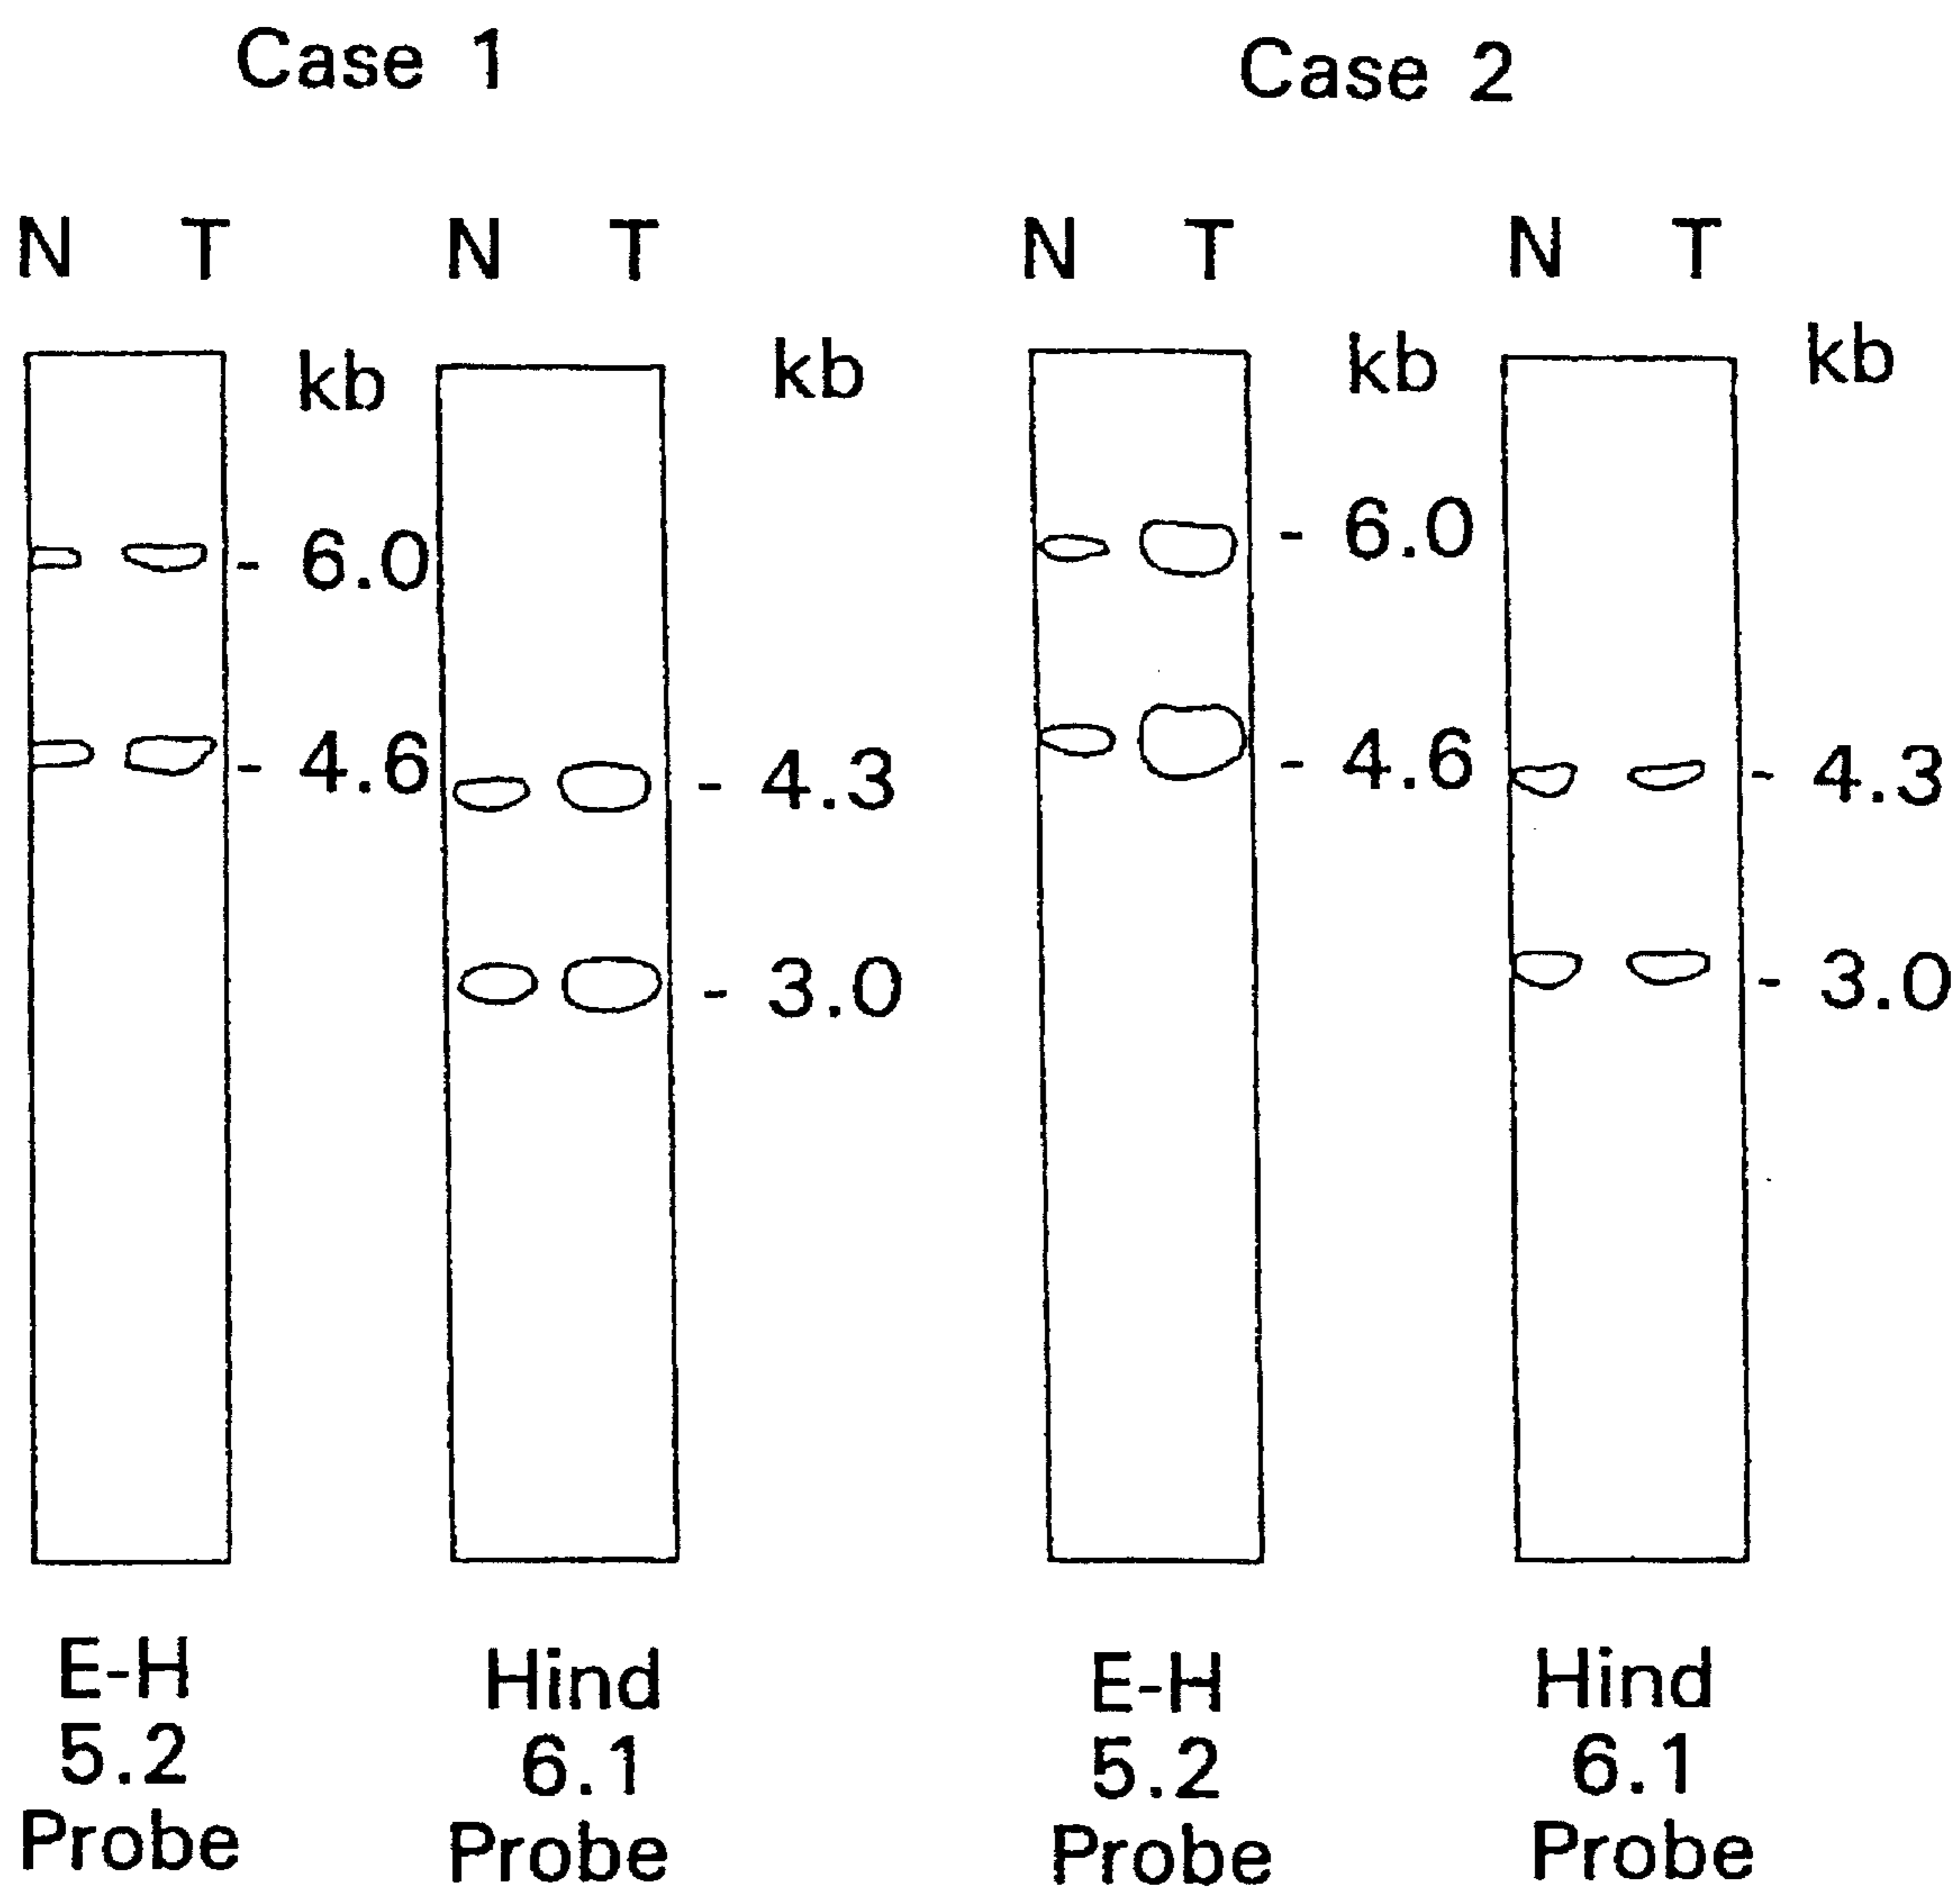 Case 1 Case 2
N T N T N T N T
kb kb kb kb
- 6.0 - 6.0
- 4.6 - 4.3 - 4.6 - 4.3
- 3.0 - 3.0
E-H Hind E-H Hind
5.2 6.1 5.2 6.1
Probe Probe Probe Probe